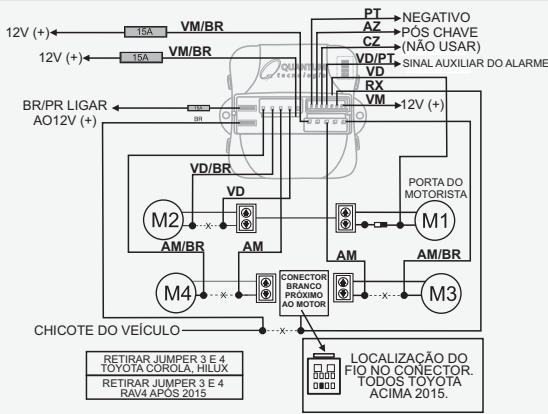 PT
NEGATIVO
12V (+)
15A
VM/BR
AZ
PÓS CHAVE
CZ
(NÃO USAR)
12V (+)
15A
VM/BR
VD/PT
SINAL AUXILIAR DO ALARME
QUANTUM
tecnologia
VD
RX
BR/PR LIGAR
AO12V (+)
15A
BR
VM
12V (+)
VD/BR
VD
PORTA DO
MOTORISTA
M2
X
M1
AM/BR
AM
AM
AM/BR
M4
X
CONECTOR
BRANCO
PRÓXIMO
AO MOTOR
X
M3
CHICOTE DO VEÍCULO
X
RETIRAR JUMPER 3 E 4
TOYOTA COROLA, HILUX
RETIRAR JUMPER 3 E 4
RAV4 APÓS 2015
LOCALIZAÇÃO DO
FIO NO CONECTOR.
TODOS TOYOTA
ACIMA 2015.